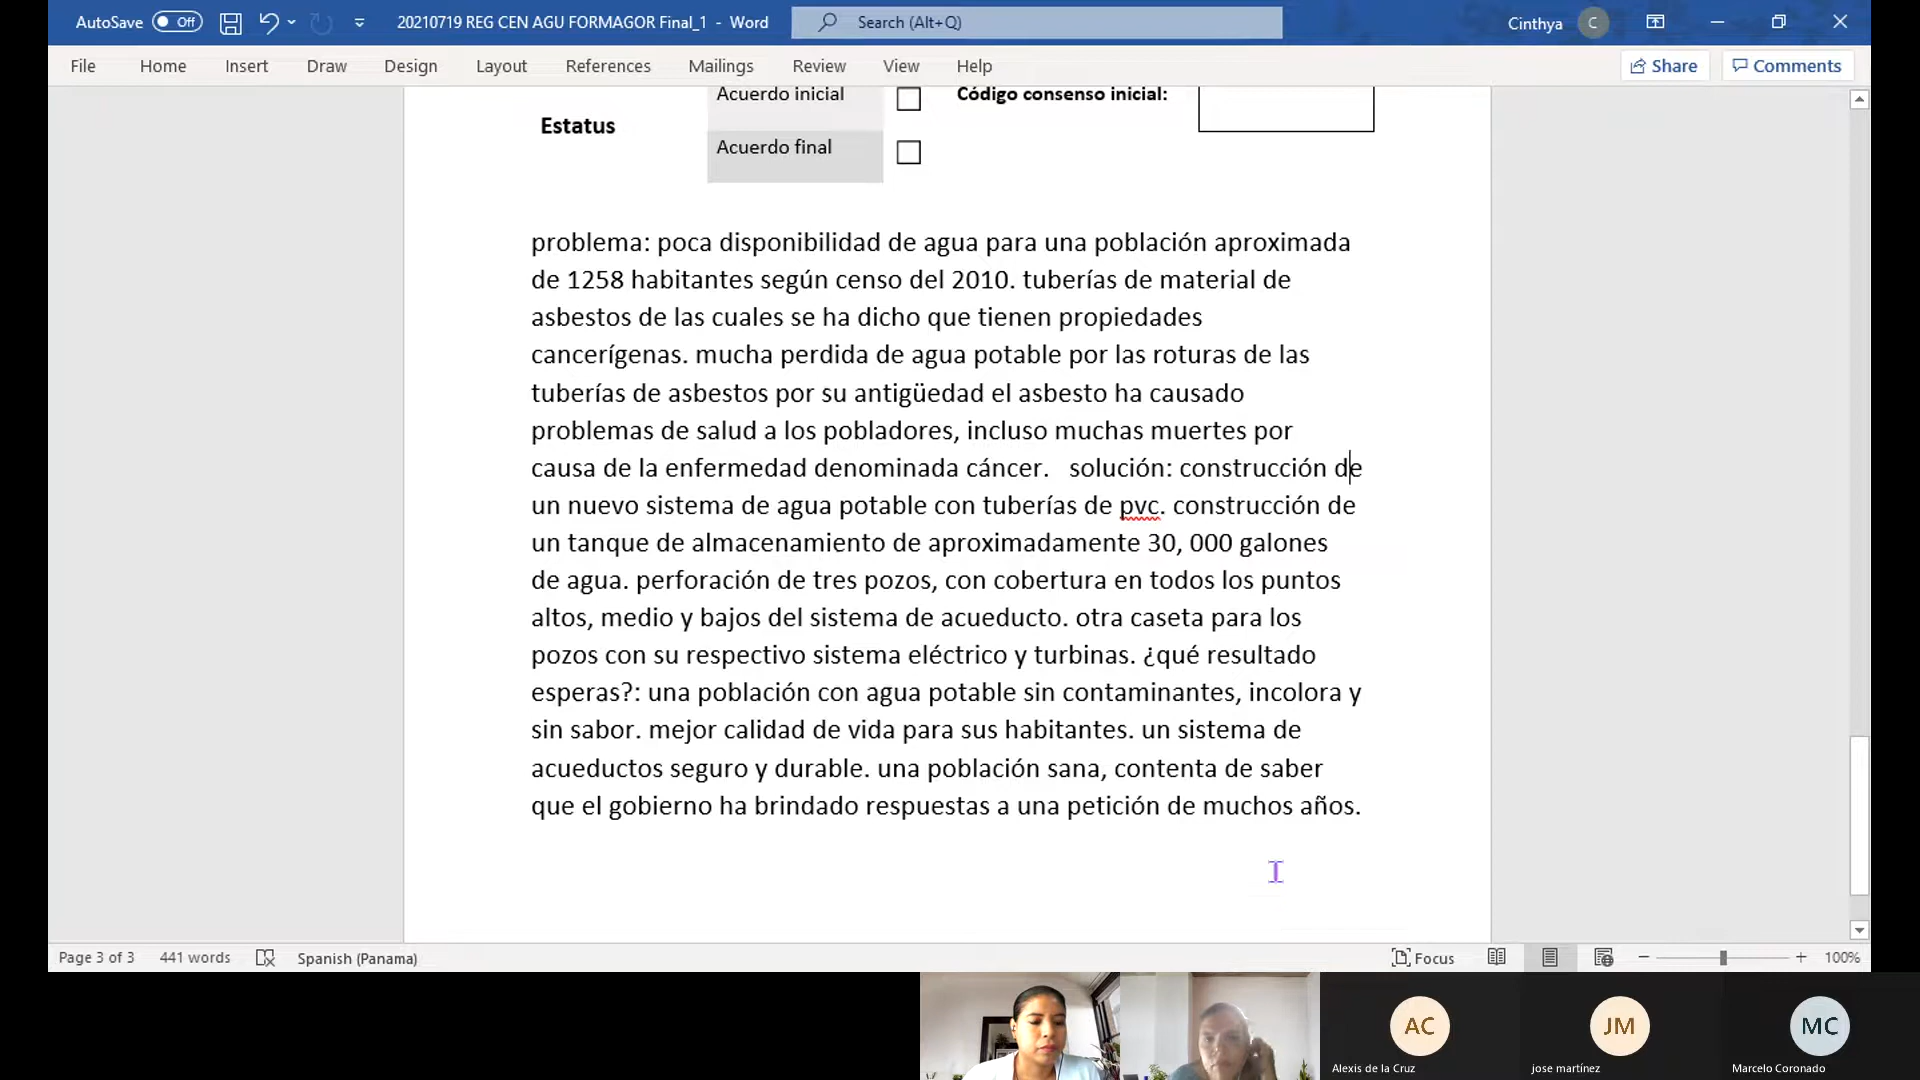 AutoSave Off 20210719 REG CEN AGU FORMAGOR Final_1 - Word Search (Alt+Q) Cinthya C
File Home Insert Draw Design Layout References Mailings Review View Help Share Comments
Acuerdo inicial Código consenso inicial:
Estatus
Acuerdo final
problema: poca disponibilidad de agua para una población aproximada
de 1258 habitantes según censo del 2010. tuberías de material de
asbestos de las cuales se ha dicho que tienen propiedades
cancerígenas. mucha perdida de agua potable por las roturas de las
tuberías de asbestos por su antigüedad el asbesto ha causado
problemas de salud a los pobladores, incluso muchas muertes por
causa de la enfermedad denominada cáncer.   solución: construcción de
un nuevo sistema de agua potable con tuberías de pvc. construcción de
un tanque de almacenamiento de aproximadamente 30, 000 galones
de agua. perforación de tres pozos, con cobertura en todos los puntos
altos, medio y bajos del sistema de acueducto. otra caseta para los
pozos con su respectivo sistema eléctrico y turbinas. ¿qué resultado
esperas?: una población con agua potable sin contaminantes, incolora y
sin sabor. mejor calidad de vida para sus habitantes. un sistema de
acueductos seguro y durable. una población sana, contenta de saber
que el gobierno ha brindado respuestas a una petición de muchos años.
Page 3 of 3 441 words Spanish (Panama) Focus 100%
AC JM MC
Alexis de la Cruz jose martínez Marcelo Coronado